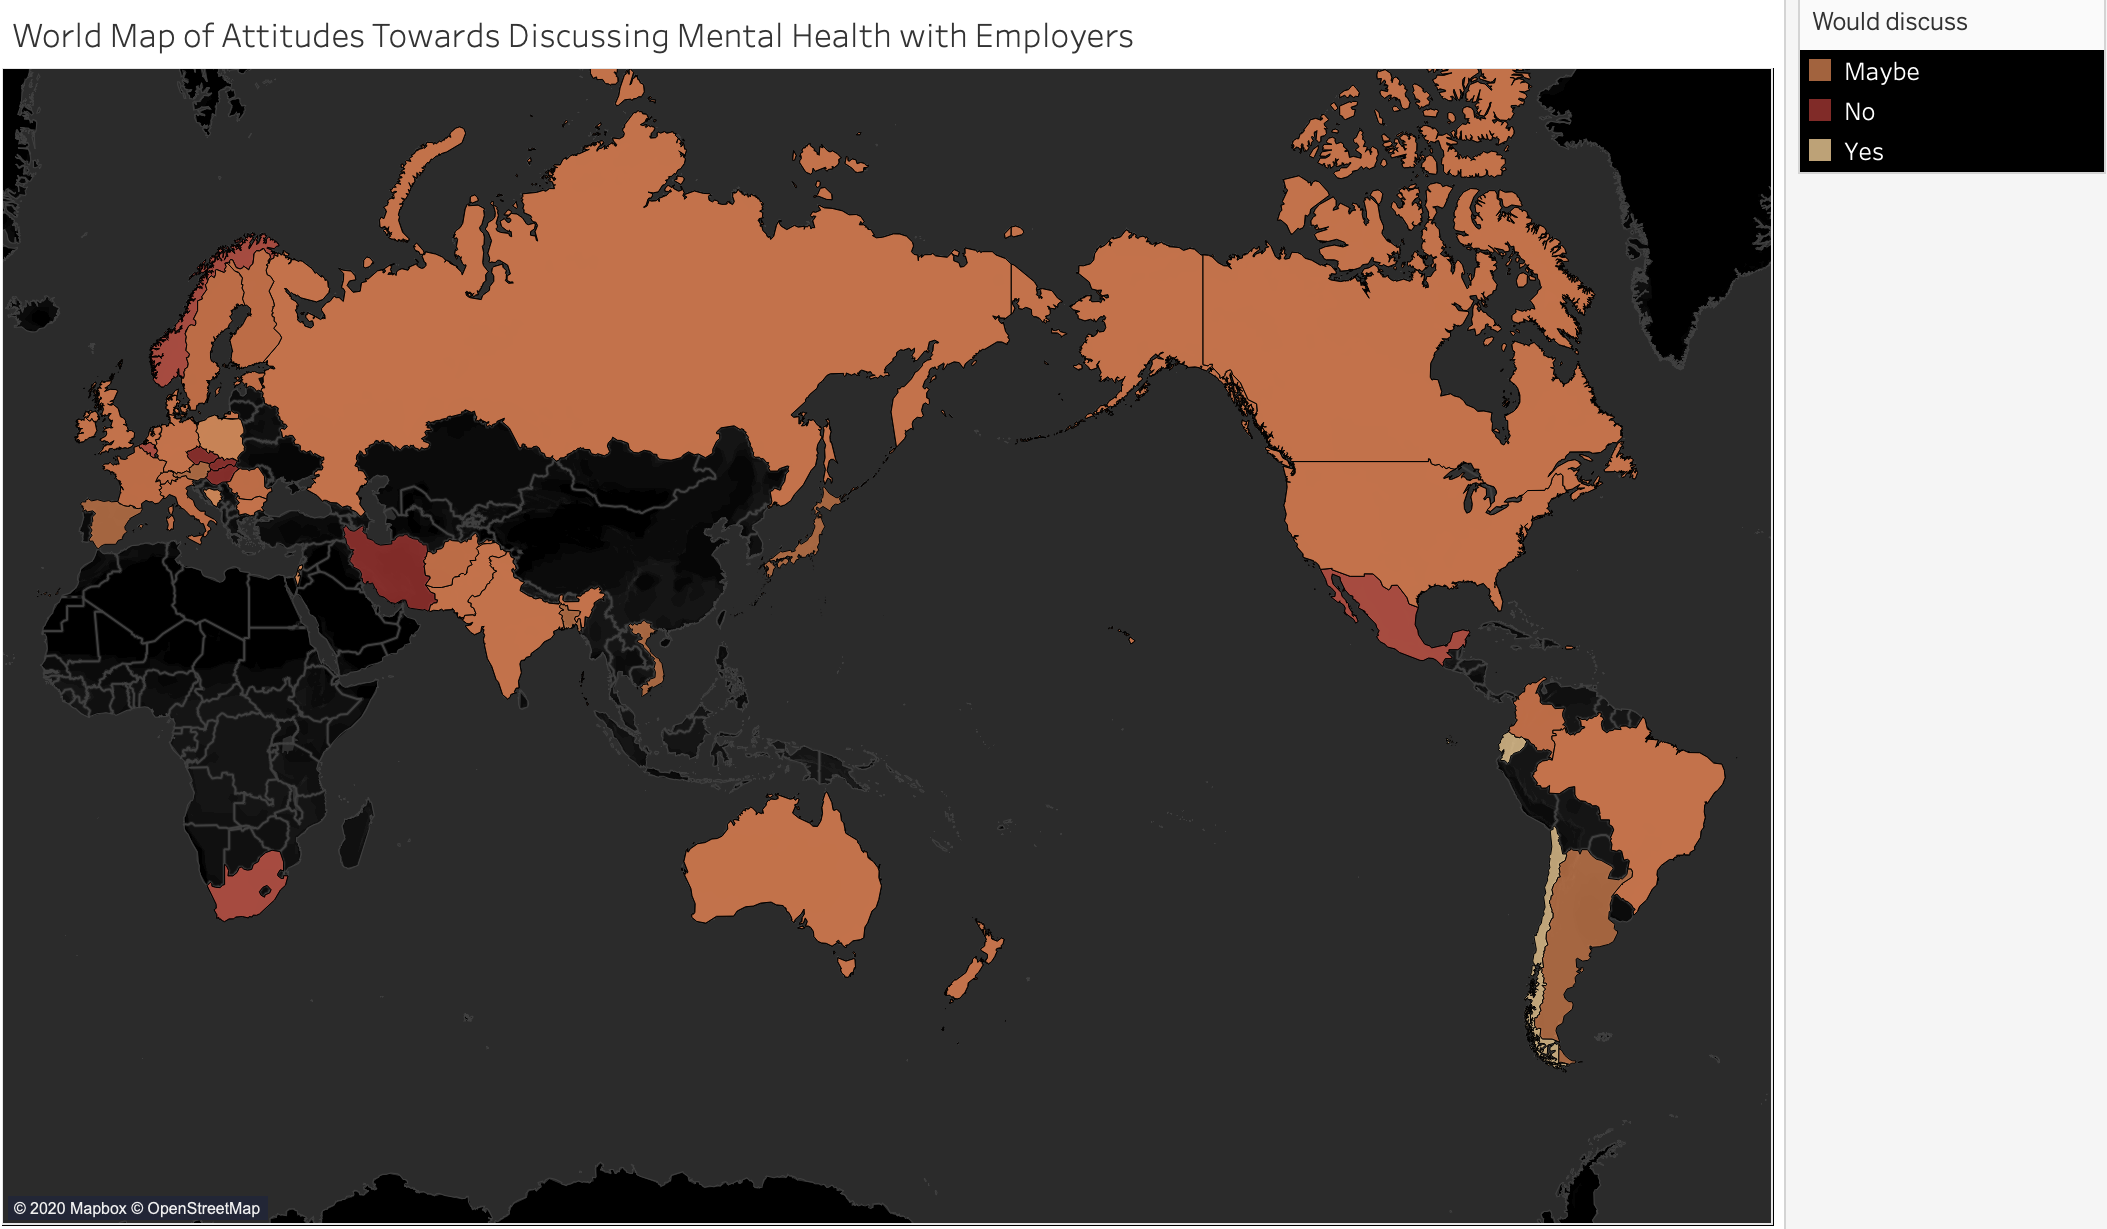 World Map of Attitudes Towards Discussing Mental Health with Employers
Would discuss
Maybe
No
Yes
© 2020 Mapbox © OpenStreetMap